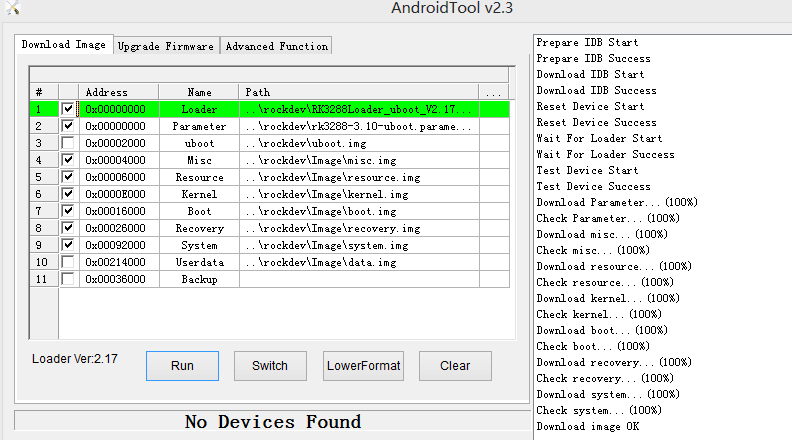 AndroidTool v2.3
Download Image Upgrade Firmware Advanced Function
# Address Name Path ...
1 0x00000000 Loader ..\rockdev\RK3288Loader_uboot_V2.17...
2 0x00000000 Parameter ..\rockdev\rk3288-3.10-uboot.parame...
3 0x00002000 uboot ..\rockdev\uboot.img
4 0x00004000 Misc ..\rockdev\Image\misc.img
5 0x00006000 Resource ..\rockdev\Image\resource.img
6 0x0000E000 Kernel ..\rockdev\Image\kernel.img
7 0x00016000 Boot ..\rockdev\Image\boot.img
8 0x00026000 Recovery ..\rockdev\Image\recovery.img
9 0x00092000 System ..\rockdev\Image\system.img
10 0x00214000 Userdata ..\rockdev\Image\data.img
11 0x00036000 Backup
Loader Ver:2.17 Run Switch LowerFormat Clear
No Devices Found
Prepare IDB Start
Prepare IDB Success
Download IDB Start
Download IDB Success
Reset Device Start
Reset Device Success
Wait For Loader Start
Wait For Loader Success
Test Device Start
Test Device Success
Download Parameter...(100%)
Check Parameter...(100%)
Download misc...(100%)
Check misc...(100%)
Download resource...(100%)
Check resource...(100%)
Download kernel...(100%)
Check kernel...(100%)
Download boot...(100%)
Check boot...(100%)
Download recovery...(100%)
Check recovery...(100%)
Download system...(100%)
Check system...(100%)
Download image OK